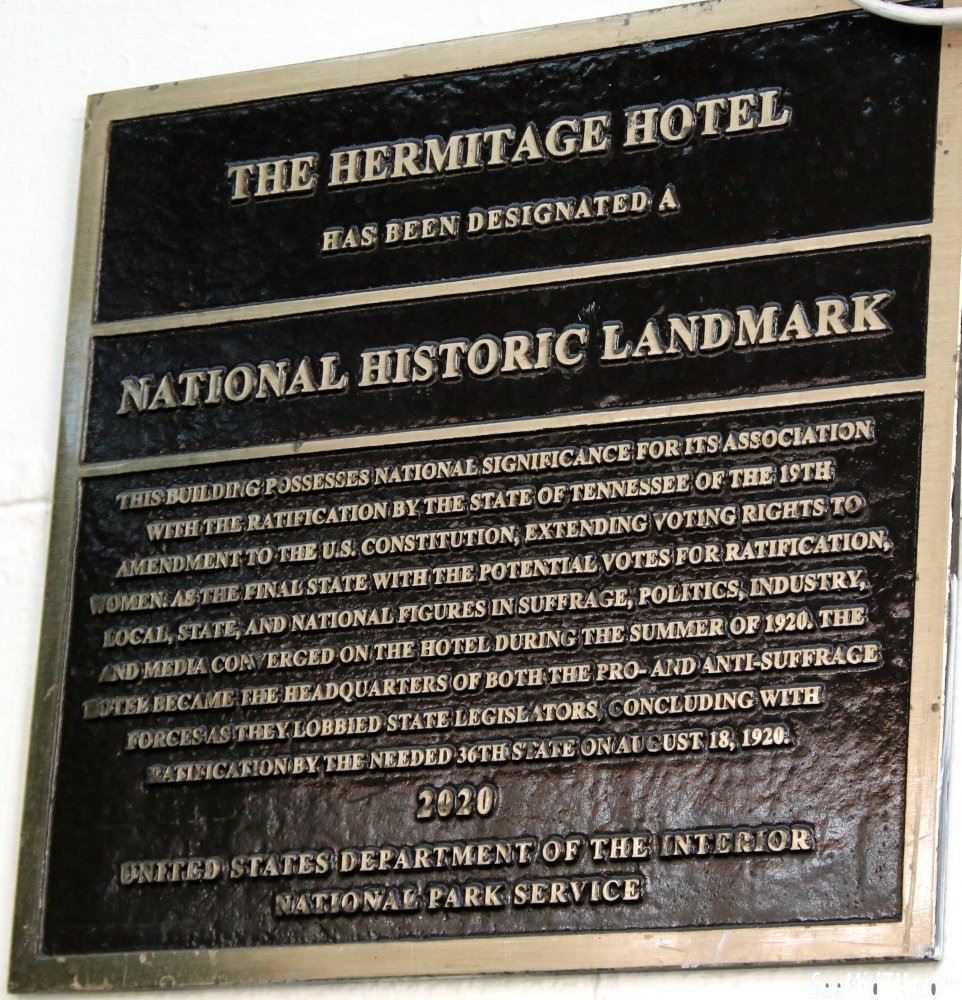 THE HERMITAGE HOTEL
HAS BEEN DESIGNATED A
NATIONAL HISTORIC LANDMARK
THIS BUILDING POSSESSES NATIONAL SIGNIFICANCE FOR ITS ASSOCIATION
WITH THE RATIFICATION BY THE STATE OF TENNESSEE OF THE 19TH
AMENDMENT TO THE U.S. CONSTITUTION, EXTENDING VOTING RIGHTS TO
WOMEN. AS THE FINAL STATE WITH THE POTENTIAL VOTES FOR RATIFICATION,
LOCAL, STATE, AND NATIONAL FIGURES IN SUFFRAGE, POLITICS, INDUSTRY,
AND MEDIA CONVERGED ON THE HOTEL DURING THE SUMMER OF 1920. THE
HOTEL BECAME THE HEADQUARTERS OF BOTH THE PRO- AND ANTI-SUFFRAGE
FORCES AS THEY LOBBIED STATE LEGISLATORS, CONCLUDING WITH
RATIFICATION BY THE NEEDED 36TH STATE ON AUGUST 18, 1920.
2020
UNITED STATES DEPARTMENT OF THE INTERIOR
NATIONAL PARK SERVICE